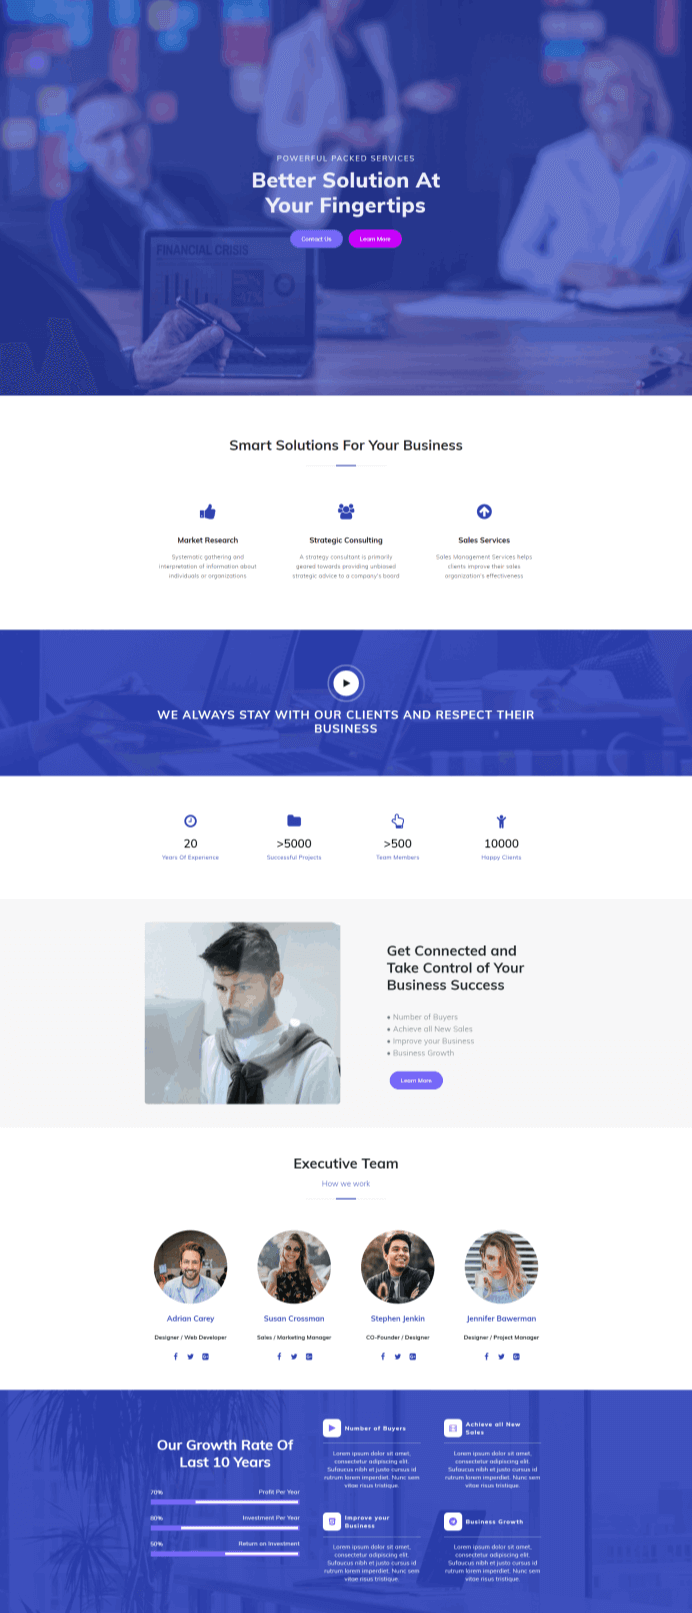 POWERFUL PACKED SERVICES
Better Solution At
Your Fingertips
Contact Us
Learn More
FINANCIAL CRISIS
Smart Solutions For Your Business
Market Research
Systematic gathering and
interpretation of information about
individuals or organizations
Strategic Consulting
A strategy consultant is primarily
geared towards providing unbiased
strategic advice to a company's board
Sales Services
Sales Management Services helps
clients improve their sales
organization's effectiveness
WE ALWAYS STAY WITH OUR CLIENTS AND RESPECT THEIR
BUSINESS
20
Years Of Experience
>5000
Successful Projects
>500
Team Members
10000
Happy Clients
Get Connected and
Take Control of Your
Business Success
• Number of Buyers
• Achieve all New Sales
• Improve your Business
• Business Growth
Learn More
Executive Team
How we work
Adrian Carey
Designer / Web Developer
Susan Crossman
Sales / Marketing Manager
Stephen Jenkin
CO-Founder / Designer
Jennifer Bawerman
Designer / Project Manager
Our Growth Rate Of
Last 10 Years
70% Profit Per Year
80% Investment Per Year
50% Return on Investment
Number of Buyers
Lorem ipsum dolor sit amet,
consectetur adipiscing elit.
Sufaucus nibh et justo cursus id
rutrum lorem imperdiet. Nunc sem
vitae risus tristique.
Achieve all New
Sales
Lorem ipsum dolor sit amet,
consectetur adipiscing elit.
Sufaucus nibh et justo cursus id
rutrum lorem imperdiet. Nunc sem
vitae risus tristique.
Improve your
Business
Lorem ipsum dolor sit amet,
consectetur adipiscing elit.
Sufaucus nibh et justo cursus id
rutrum lorem imperdiet. Nunc sem
vitae risus tristique.
Business Growth
Lorem ipsum dolor sit amet,
consectetur adipiscing elit.
Sufaucus nibh et justo cursus id
rutrum lorem imperdiet. Nunc sem
vitae risus tristique.